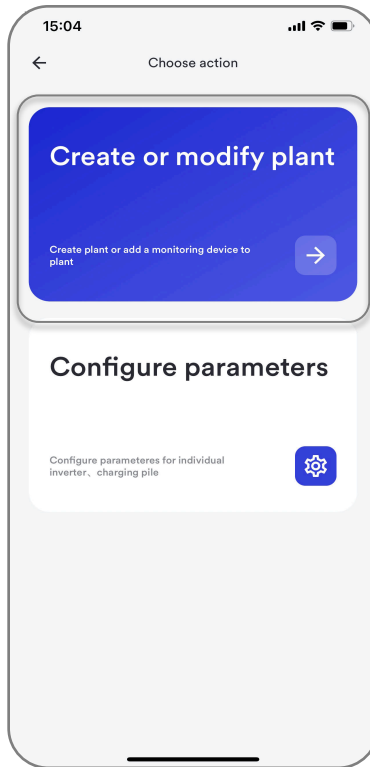 15:04
Choose action
Create or modify plant
Create plant or add a monitoring device to
plant
Configure parameters
Configure parameteres for individual
inverter、charging pile